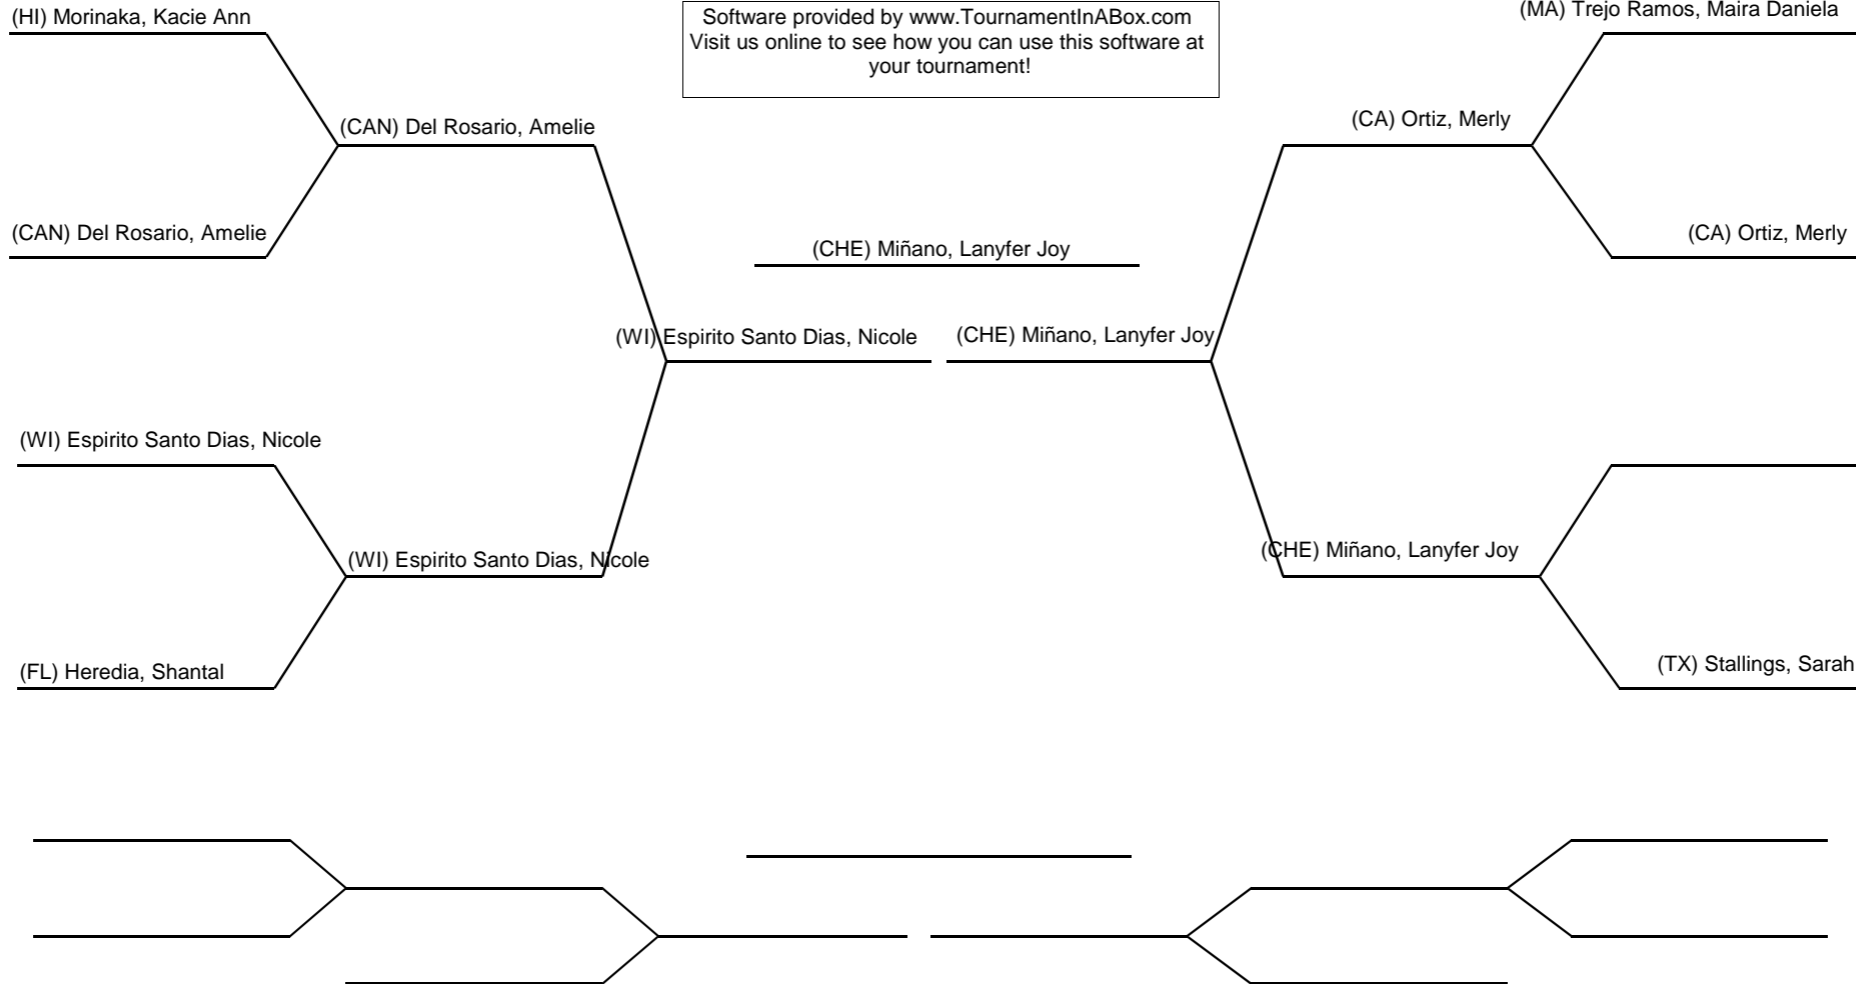 (HI) Morinaka, Kacie Ann
Software provided by www.TournamentInABox.com
Visit us online to see how you can use this software at
your tournament!
(MA) Trejo Ramos, Maira Daniela
(CAN) Del Rosario, Amelie
(CA) Ortiz, Merly
(CAN) Del Rosario, Amelie
(CHE) Miñano, Lanyfer Joy
(CA) Ortiz, Merly
(WI) Espirito Santo Dias, Nicole
(CHE) Miñano, Lanyfer Joy
(WI) Espirito Santo Dias, Nicole
(WI) Espirito Santo Dias, Nicole
(CHE) Miñano, Lanyfer Joy
(FL) Heredia, Shantal
(TX) Stallings, Sarah